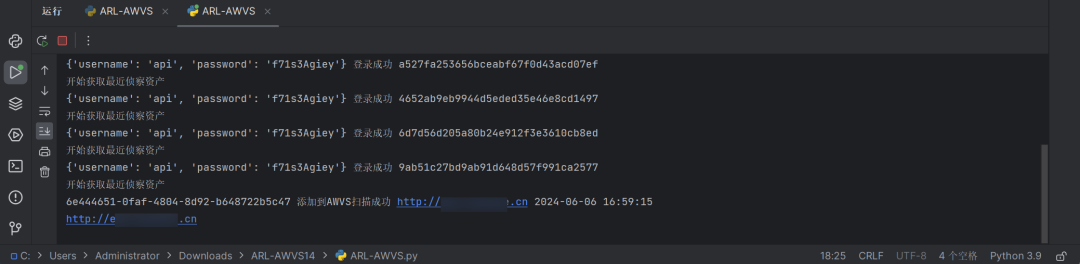 运行 ARL-AWVS × ARL-AWVS ×
{'username': 'api', 'password': 'f71s3Agiey'} 登录成功 a527fa253656bceabf67f0d43acd07ef
开始获取最近侦察资产
{'username': 'api', 'password': 'f71s3Agiey'} 登录成功 4652ab9eb9944d5eded35e46e8cd1497
开始获取最近侦察资产
{'username': 'api', 'password': 'f71s3Agiey'} 登录成功 6d7d56d205a80b24e912f3e3610cb8ed
开始获取最近侦察资产
{'username': 'api', 'password': 'f71s3Agiey'} 登录成功 9ab51c27bd9ab91d648d57f991ca2577
开始获取最近侦察资产
6e444651-0faf-4804-8d92-b648722b5c47 添加到AWVS扫描成功 http:// e.cn 2024-06-06 16:59:15
http://e .cn
C: > Users > Administrator > Downloads > ARL-AWVS14 > ARL-AWVS.py 18:25 CRLF UTF-8 4 个空格 Python 3.9